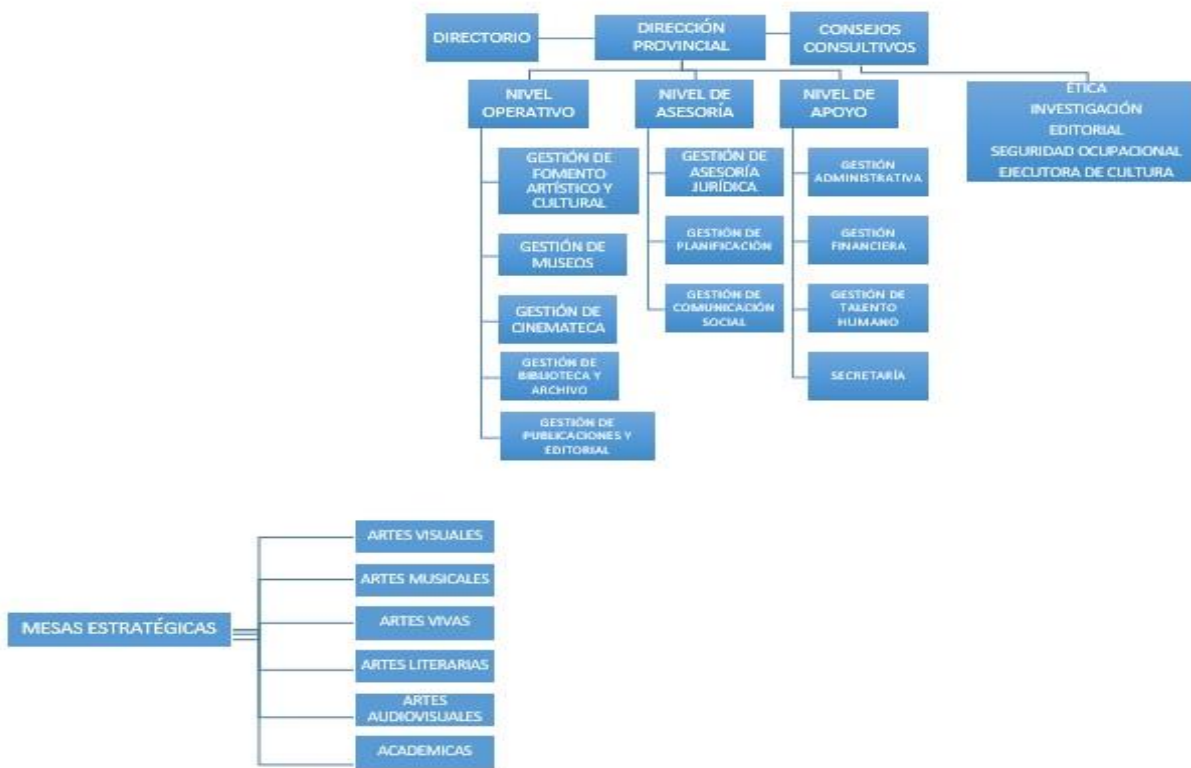 DIRECTORIO
DIRECCIÓN
PROVINCIAL
CONSEJOS
CONSULTIVOS
NIVEL
OPERATIVO
NIVEL DE
ASESORÍA
NIVEL DE
APOYO
ÉTICA
INVESTIGACIÓN
EDITORIAL
SEGURIDAD OCUPACIONAL
EJECUTORA DE CULTURA
GESTIÓN DE
FOMENTO
ARTÍSTICO Y
CULTURAL
GESTIÓN DE
MUSEOS
GESTIÓN DE
CINEMATECA
GESTIÓN DE
BIBLIOTECA Y
ARCHIVO
GESTIÓN DE
PUBLICACIONES Y
EDITORIAL
GESTIÓN DE
ASESORÍA
JURÍDICA
GESTIÓN DE
PLANIFICACIÓN
GESTIÓN DE
COMUNICACIÓN
SOCIAL
GESTIÓN
ADMINISTRATIVA
GESTIÓN
FINANCIERA
GESTIÓN DE
TALENTO
HUMANO
SECRETARÍA
MESAS ESTRATÉGICAS
ARTES VISUALES
ARTES MUSICALES
ARTES VIVAS
ARTES LITERARIAS
ARTES
AUDIOVISUALES
ACADEMICAS